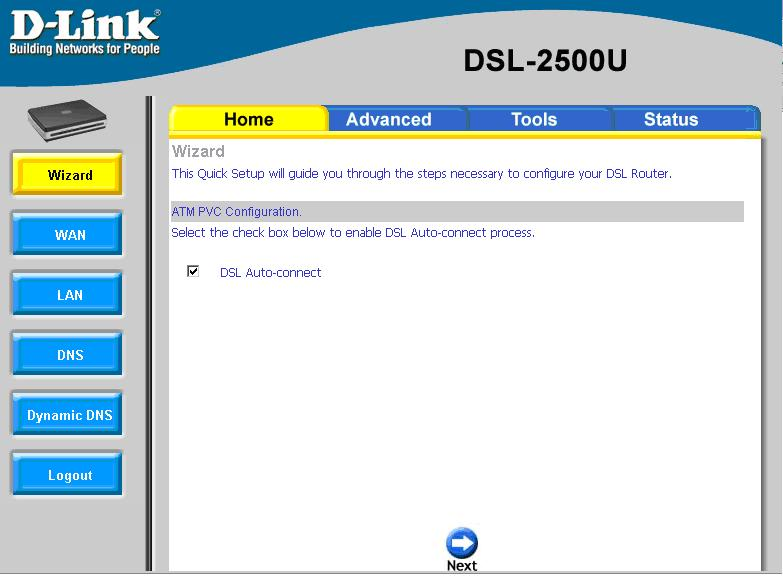 D-Link®
Building Networks for People
DSL-2500U
Home Advanced Tools Status
Wizard
WAN
LAN
DNS
Dynamic DNS
Logout
Wizard
This Quick Setup will guide you through the steps necessary to configure your DSL Router.
ATM PVC Configuration.
Select the check box below to enable DSL Auto-connect process.
DSL Auto-connect
Next